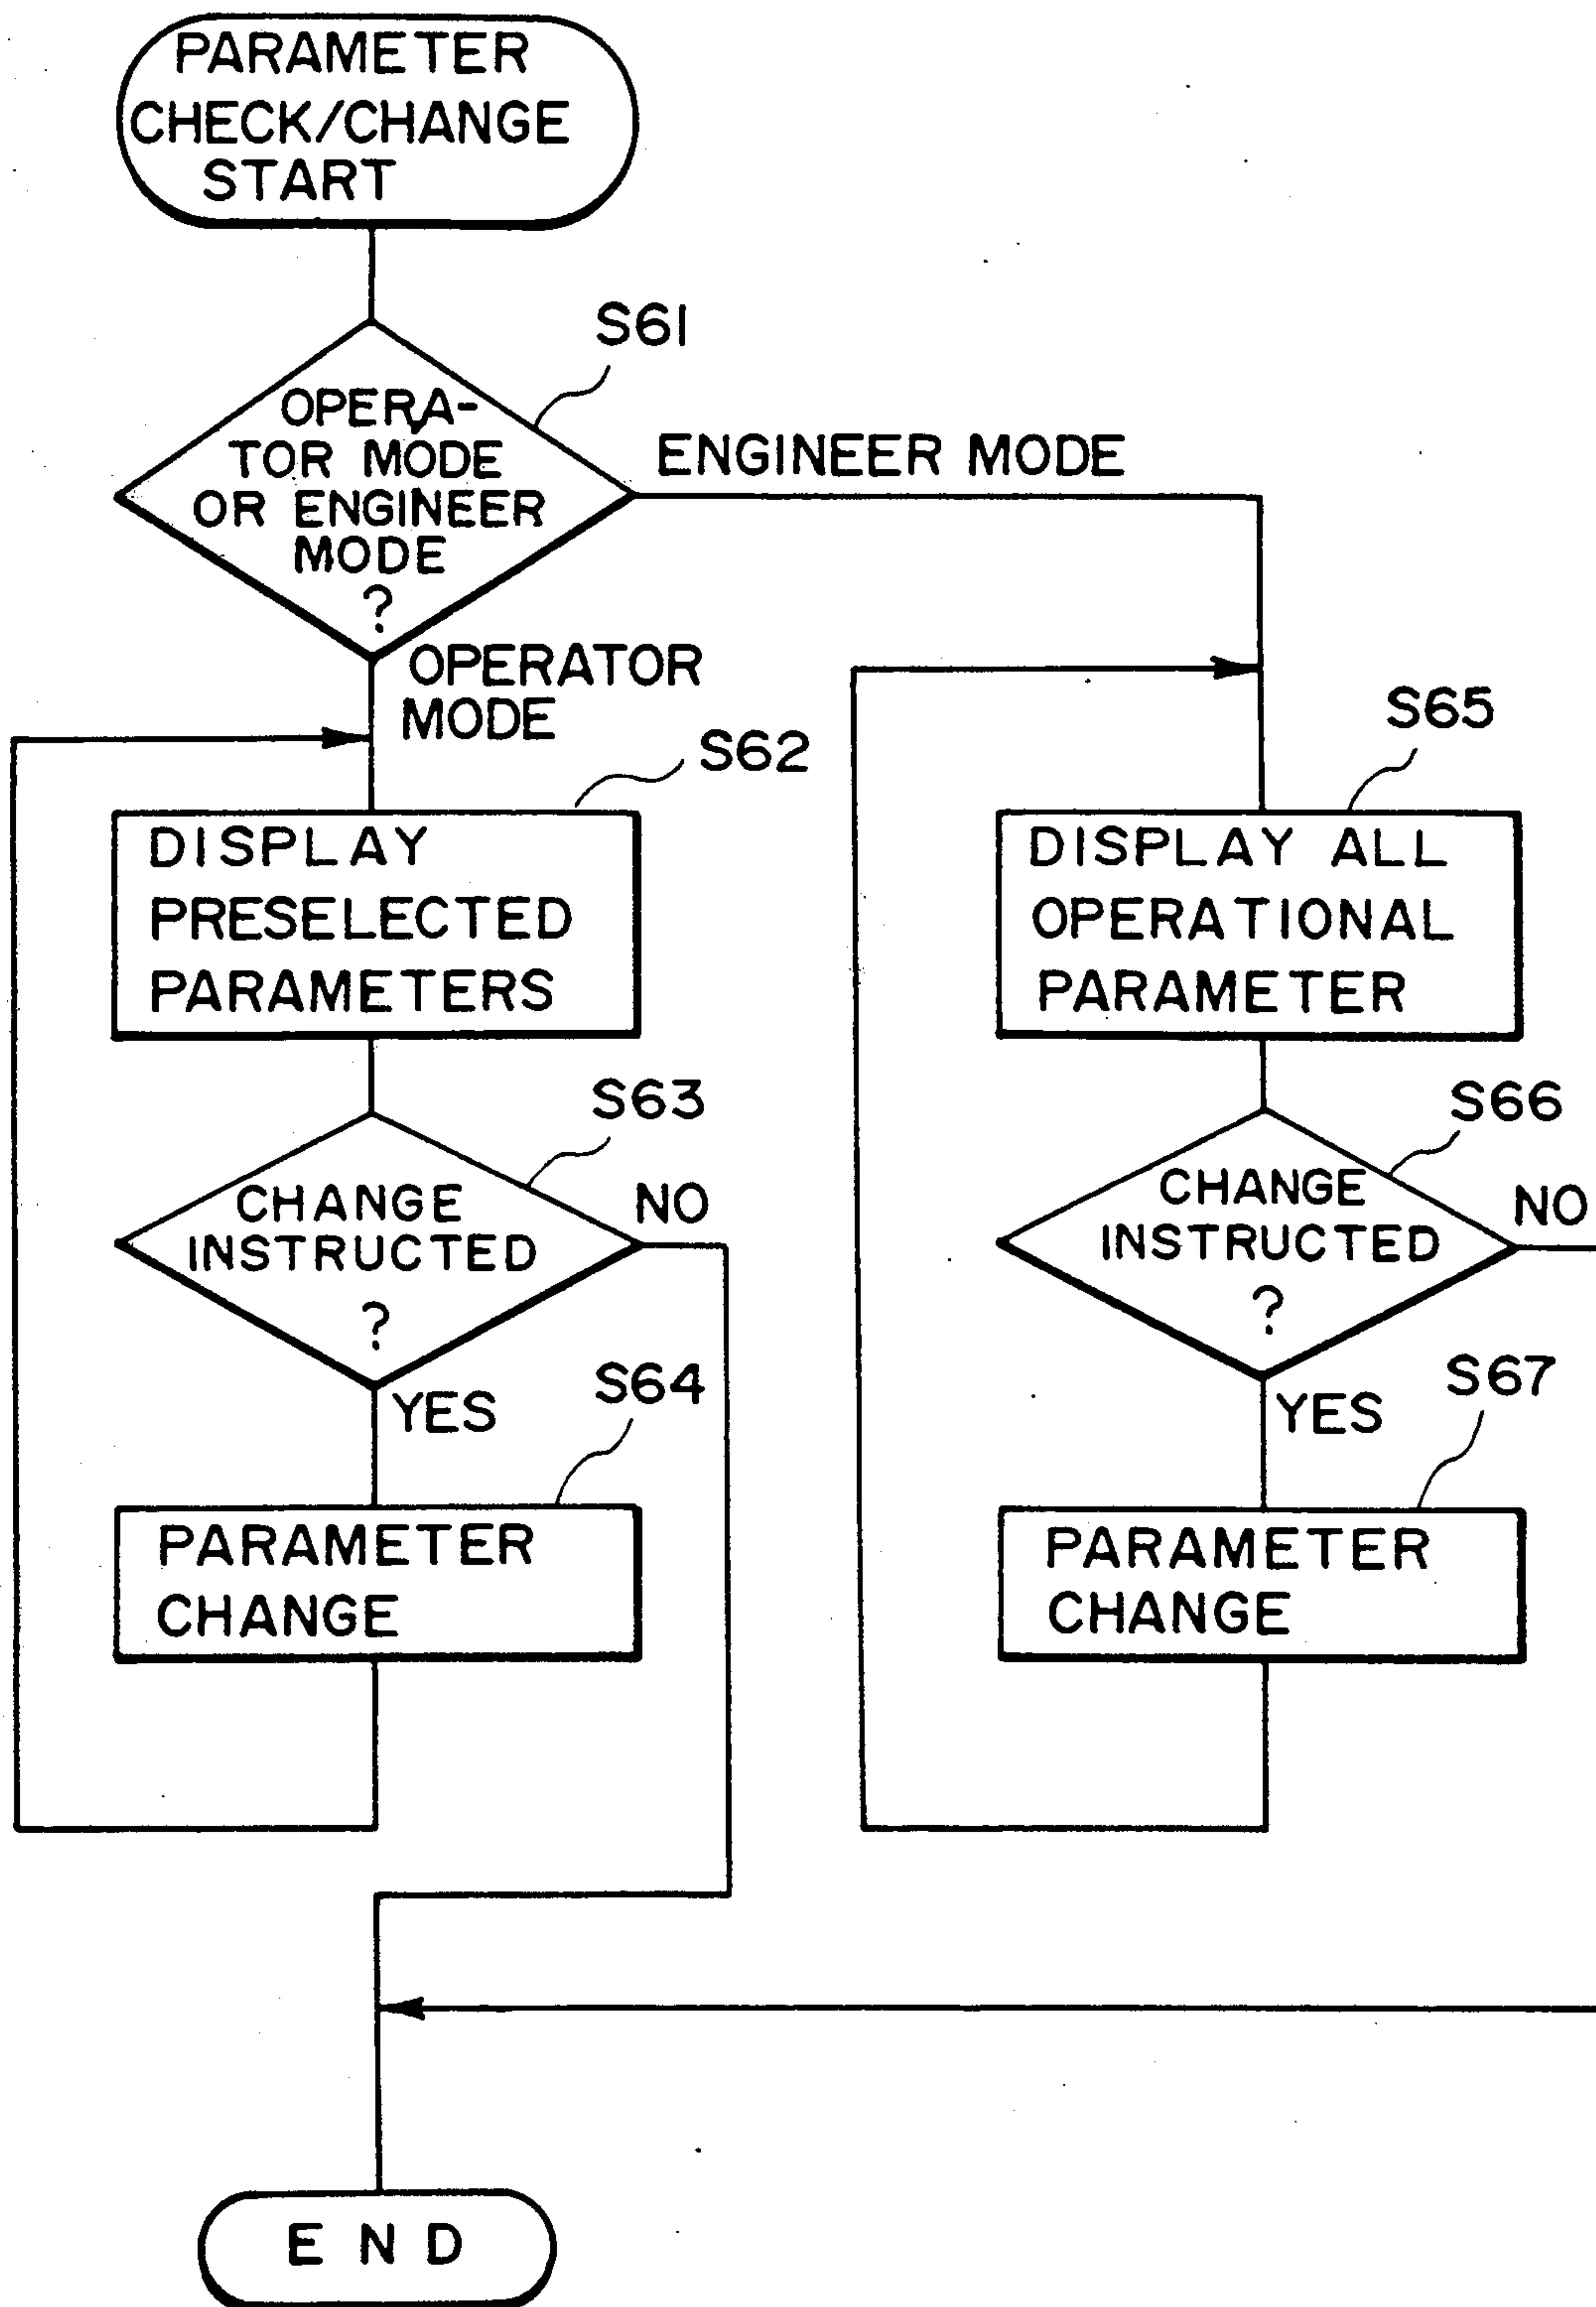 PARAMETER
CHECK/CHANGE
START
S61
OPERA-
TOR MODE
OR ENGINEER
MODE
?
ENGINEER MODE
OPERATOR
MODE
S62
DISPLAY
PRESELECTED
PARAMETERS
S63
CHANGE
INSTRUCTED
?
NO
YES
S64
PARAMETER
CHANGE
S65
DISPLAY ALL
OPERATIONAL
PARAMETER
S66
CHANGE
INSTRUCTED
?
NO
YES
S67
PARAMETER
CHANGE
END